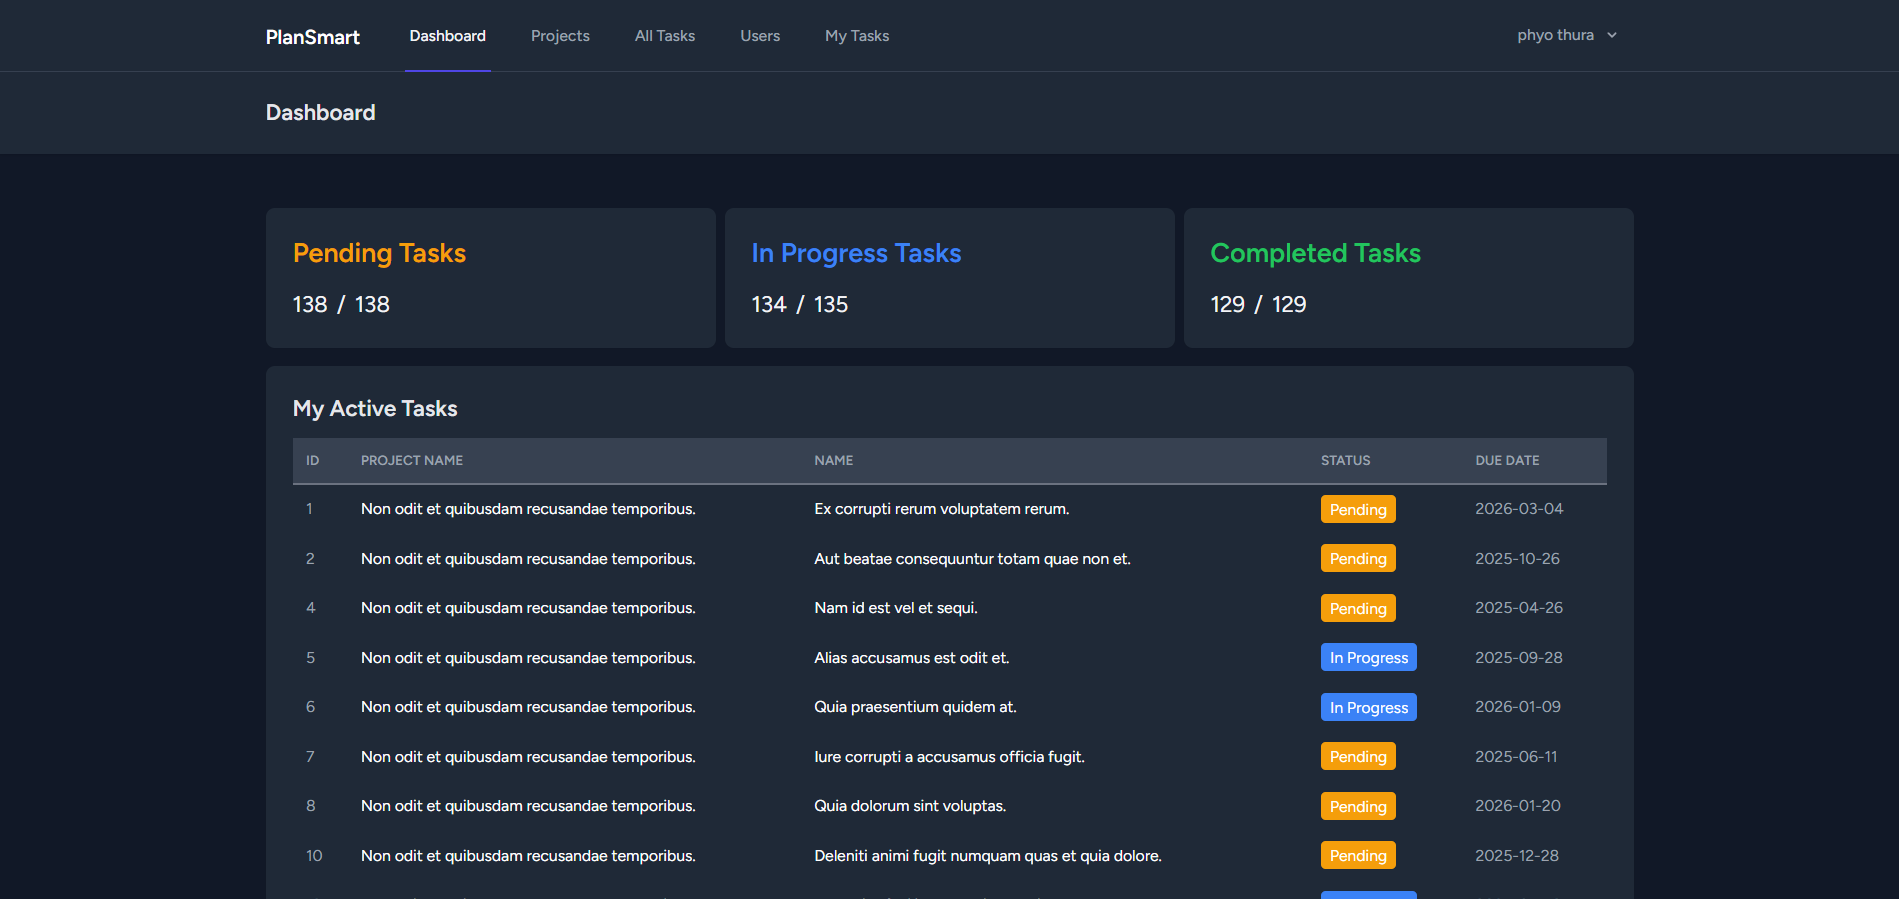 PlanSmart Dashboard Projects All Tasks Users My Tasks phyo thura
Dashboard
Pending Tasks In Progress Tasks Completed Tasks
138 / 138 134 / 135 129 / 129
My Active Tasks
ID PROJECT NAME NAME STATUS DUE DATE
1 Non odit et quibusdam recusandae temporibus. Ex corrupti rerum voluptatem rerum. Pending 2026-03-04
2 Non odit et quibusdam recusandae temporibus. Aut beatae consequuntur totam quae non et. Pending 2025-10-26
4 Non odit et quibusdam recusandae temporibus. Nam id est vel et sequi. Pending 2025-04-26
5 Non odit et quibusdam recusandae temporibus. Alias accusamus est odit et. In Progress 2025-09-28
6 Non odit et quibusdam recusandae temporibus. Quia praesentium quidem at. In Progress 2026-01-09
7 Non odit et quibusdam recusandae temporibus. Iure corrupti a accusamus officia fugit. Pending 2025-06-11
8 Non odit et quibusdam recusandae temporibus. Quia dolorum sint voluptas. Pending 2026-01-20
10 Non odit et quibusdam recusandae temporibus. Deleniti animi fugit numquam quas et quia dolore. Pending 2025-12-28